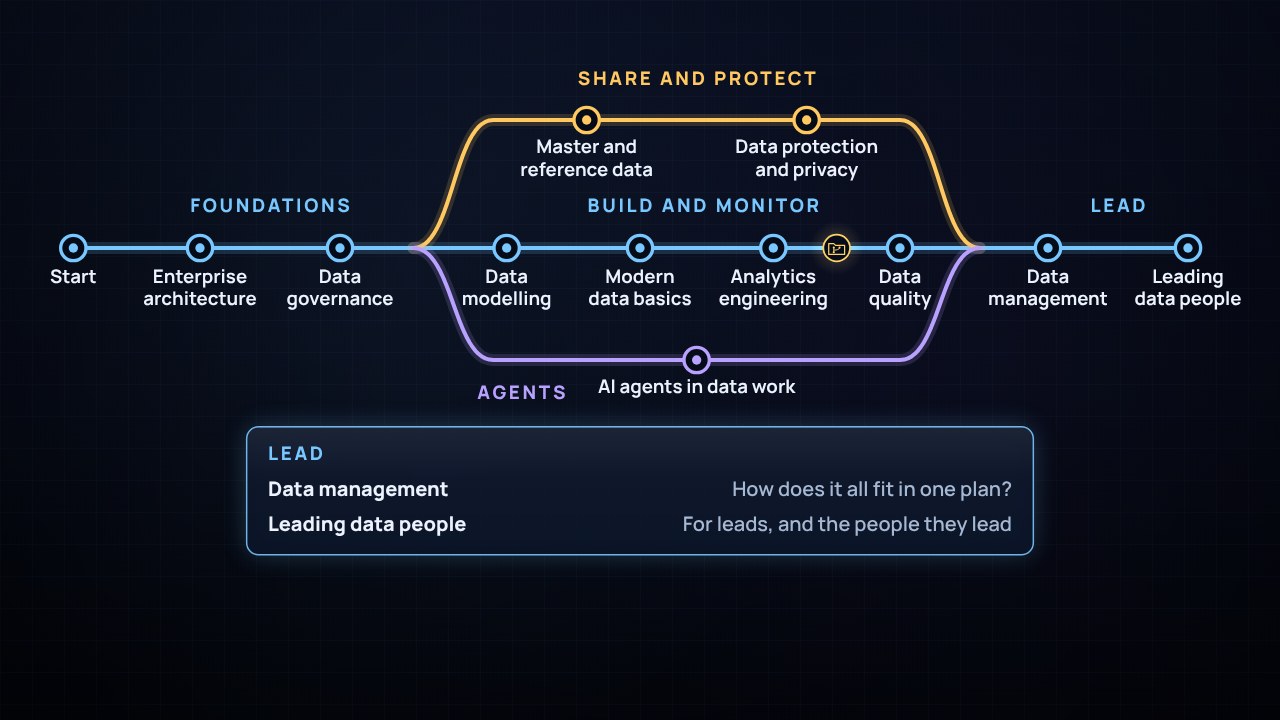 SHARE AND PROTECT
Master and
reference data
Data protection
and privacy
FOUNDATIONS
BUILD AND MONITOR
LEAD
Start
Enterprise
architecture
Data
governance
Data
modelling
Modern
data basics
Analytics
engineering
Data
quality
Data
management
Leading
data people
AGENTS
AI agents in data work
LEAD
Data management
How does it all fit in one plan?
Leading data people
For leads, and the people they lead